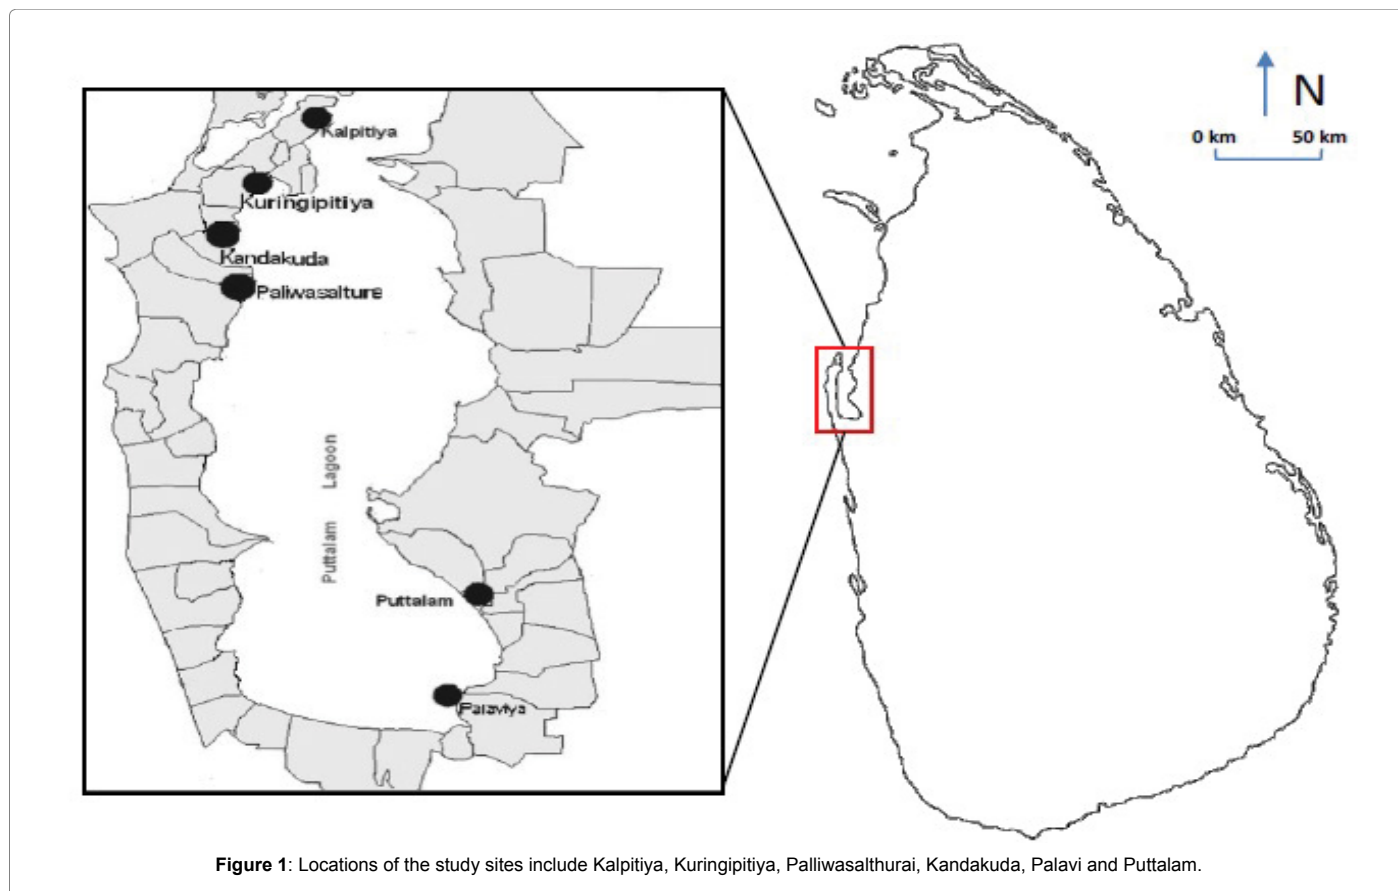 N
0 km 50 km
Kalpitiya
Kuringipitiya
Kandakuda
Paliwasalture
Puttalam Lagoon
Puttalam
Palaviya
Figure 1: Locations of the study sites include Kalpitiya, Kuringipitiya, Palliwasalthurai, Kandakuda, Palavi and Puttalam.